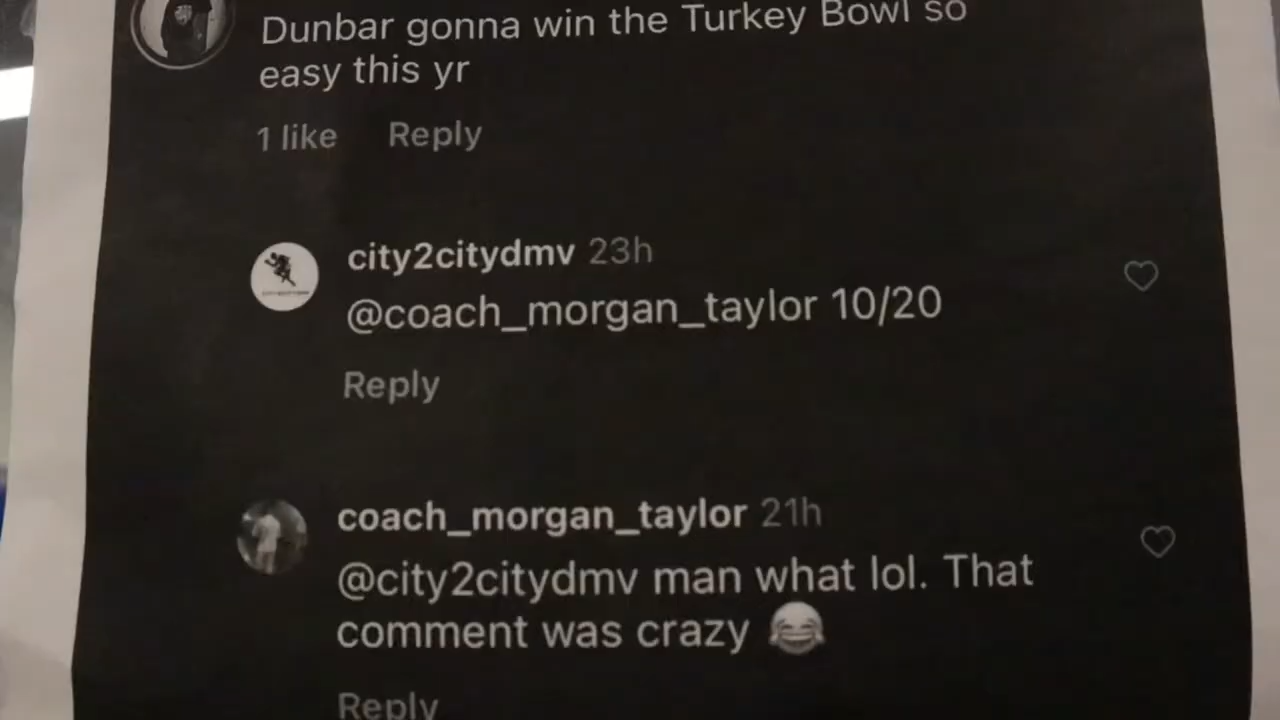 Dunbar gonna win the Turkey Bowl so
easy this yr
1 like Reply
city2citydmv 23h
@coach_morgan_taylor 10/20
Reply
coach_morgan_taylor 21h
@city2citydmv man what lol. That
comment was crazy 😂
Reply